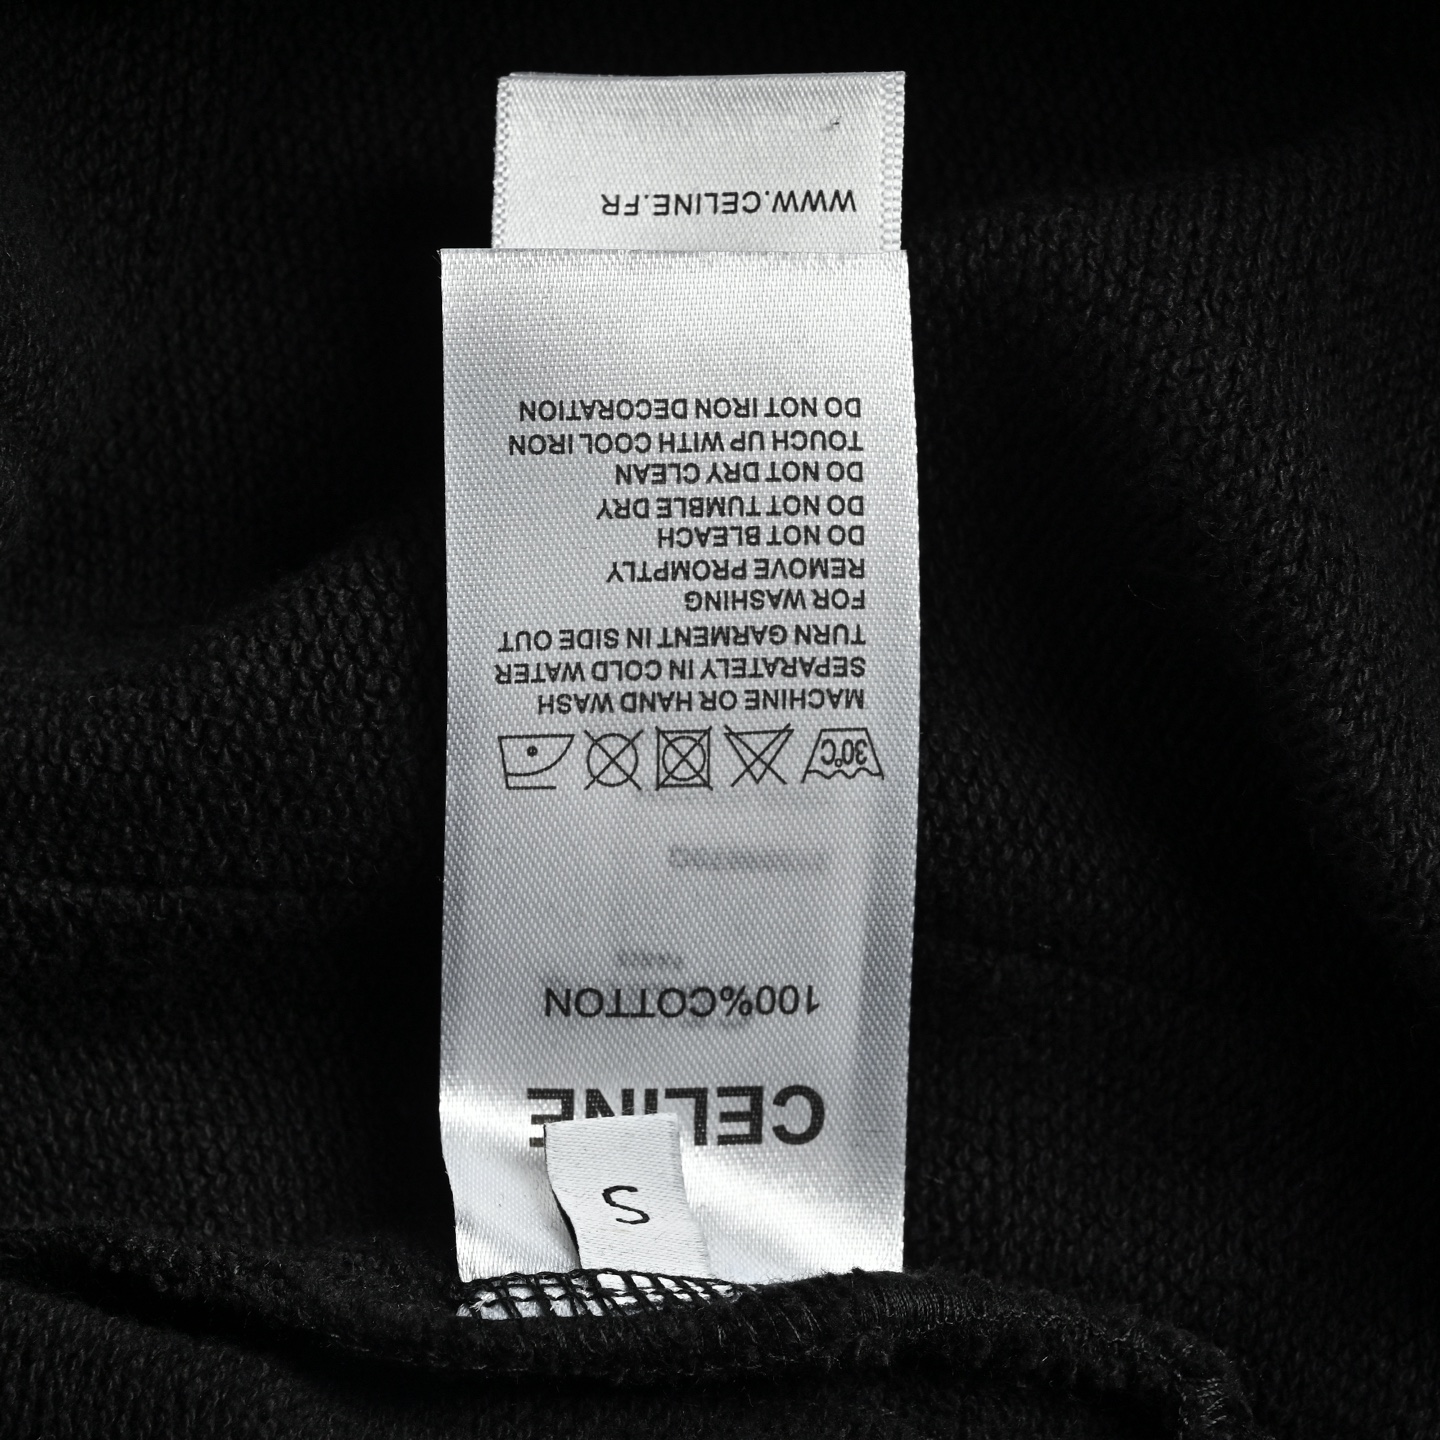 S
CELINE
100%COTTON
PARIS
30°C
MACHINE OR HAND WASH
SEPARATELY IN COLD WATER
TURN GARMENT IN SIDE OUT
FOR WASHING
REMOVE PROMPTLY
DO NOT BLEACH
DO NOT TUMBLE DRY
DO NOT DRY CLEAN
TOUCH UP WITH COOL IRON
DO NOT IRON DECORATION
WWW.CELINE.FR